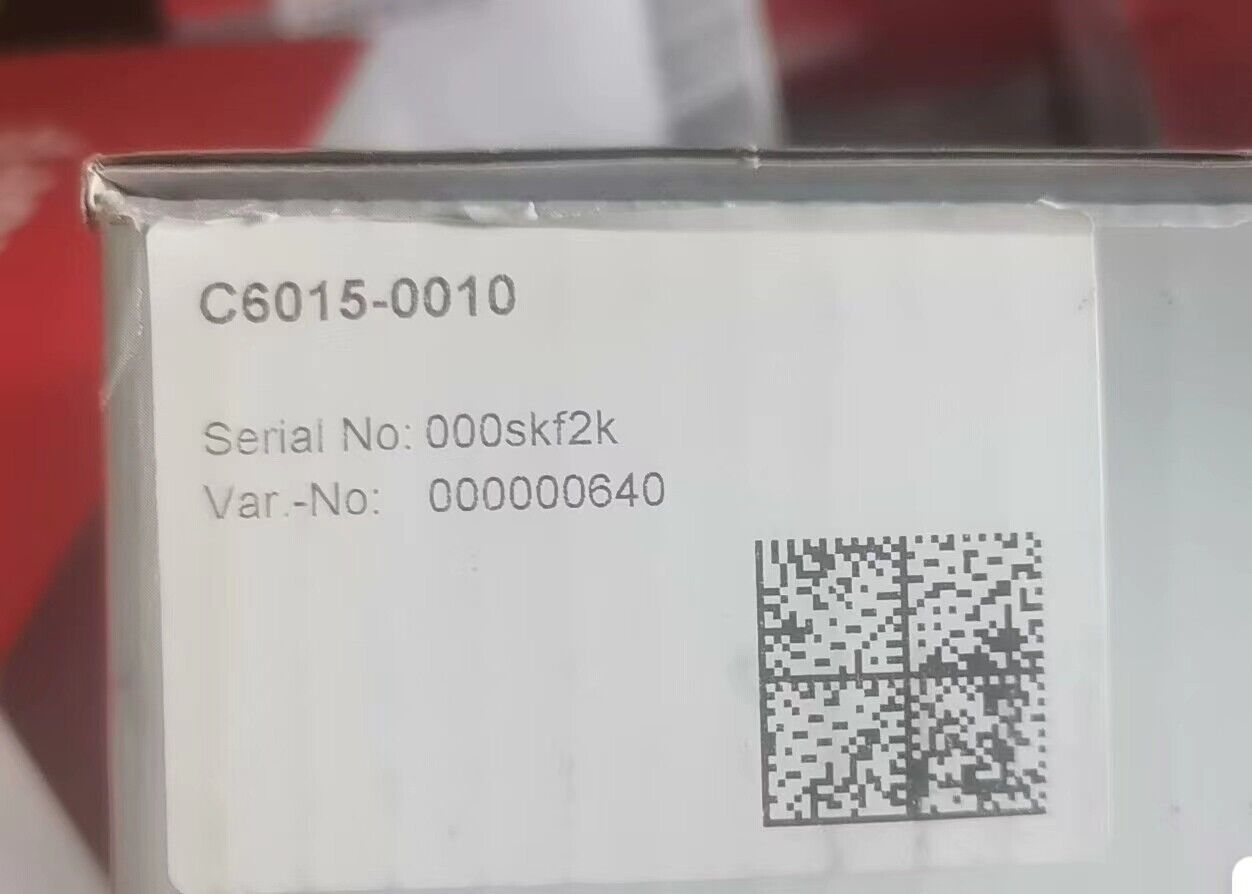 C6015-0010
Serial No: 000skf2k
Var.-No: 000000640